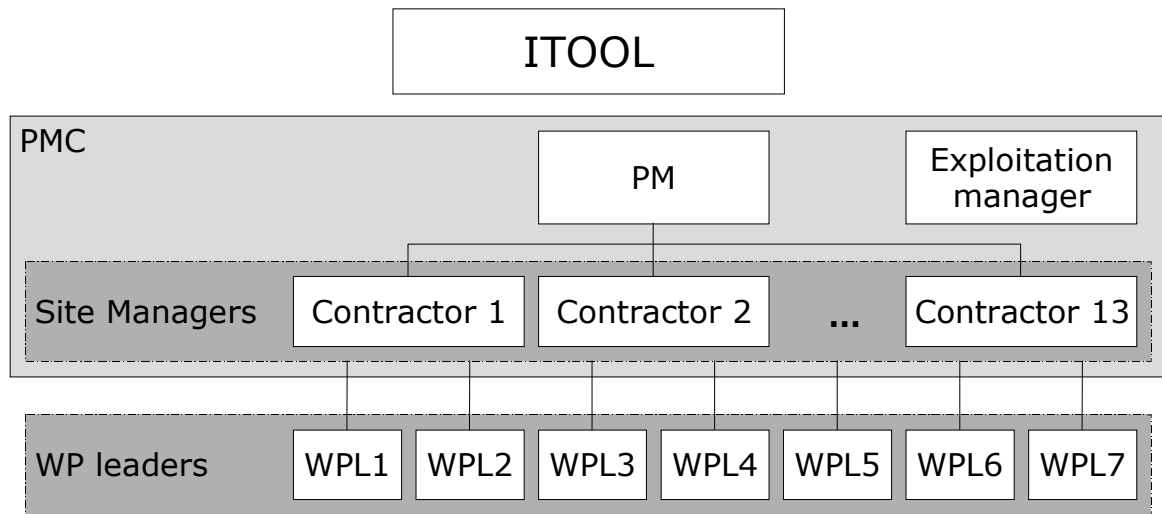 ITOOL
PMC
PM
Exploitation
manager
Site Managers
Contractor 1
Contractor 2
...
Contractor 13
WP leaders
WPL1
WPL2
WPL3
WPL4
WPL5
WPL6
WPL7